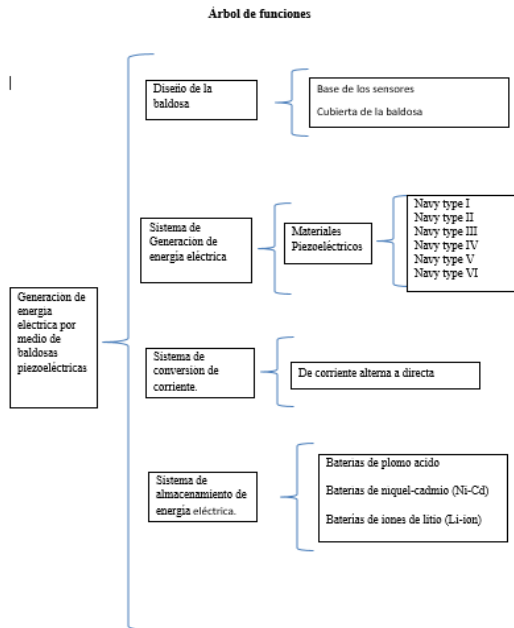 Árbol de funciones
Diseño de la
baldosa
Base de los sensores
Cubierta de la baldosa
Sistema de
Generacion de
energia eléctrica
Materiales
Piezoeléctricos
Navy type I
Navy type II
Navy type III
Navy type IV
Navy type V
Navy type VI
Generacion de
energia
electrica por
medio de
baldosas
piezoeléctricas
Sistema de
conversion de
corriente.
De corriente alterna a directa
Sistema de
almacenamiento de
energia eléctrica.
Baterias de plomo acido
Baterias de niquel-cadmio (Ni-Cd)
Baterías de iones de litio (Li-ion)